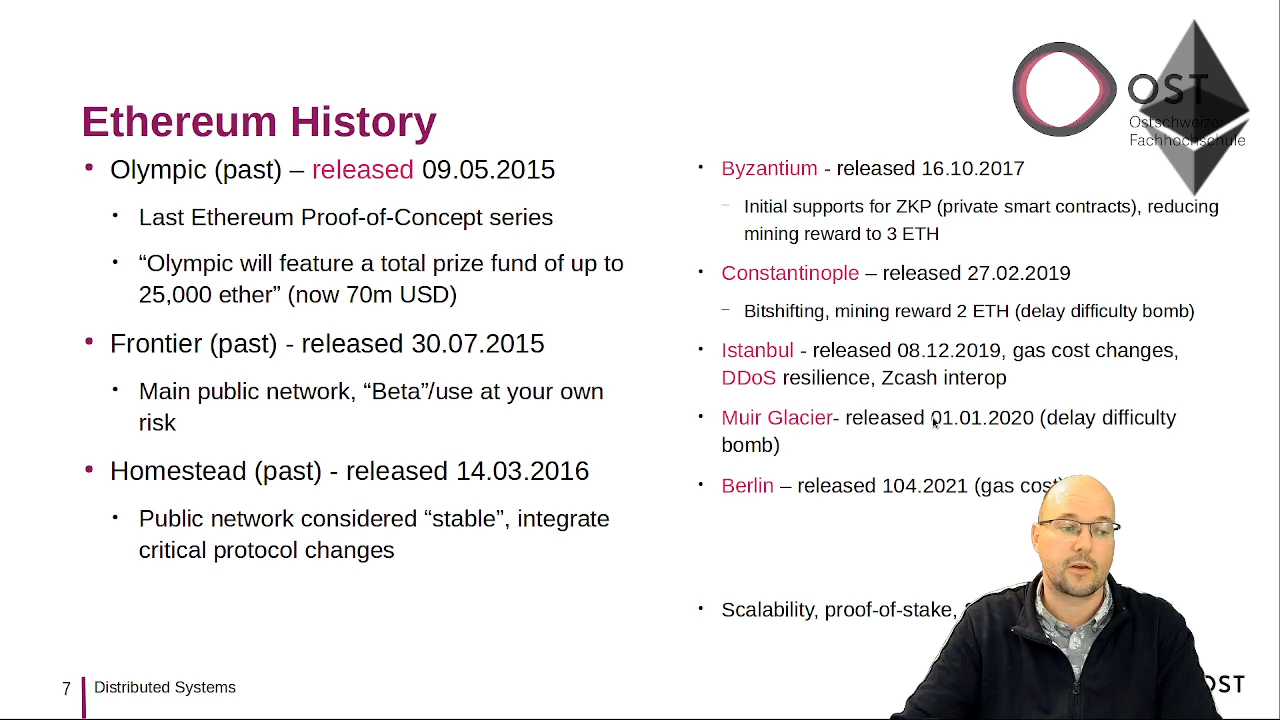 Ethereum History
OST
Ostschweizer
Fachhochschule
Olympic (past) – released 09.05.2015
Last Ethereum Proof-of-Concept series
“Olympic will feature a total prize fund of up to
25,000 ether” (now 70m USD)
Frontier (past) - released 30.07.2015
Main public network, “Beta”/use at your own
risk
Homestead (past) - released 14.03.2016
Public network considered “stable”, integrate
critical protocol changes
Byzantium - released 16.10.2017
Initial supports for ZKP (private smart contracts), reducing
mining reward to 3 ETH
Constantinople – released 27.02.2019
Bitshifting, mining reward 2 ETH (delay difficulty bomb)
Istanbul - released 08.12.2019, gas cost changes,
DDoS resilience, Zcash interop
Muir Glacier- released 01.01.2020 (delay difficulty
bomb)
Berlin – released 104.2021 (gas cost)
Scalability, proof-of-stake,
7
Distributed Systems
OST